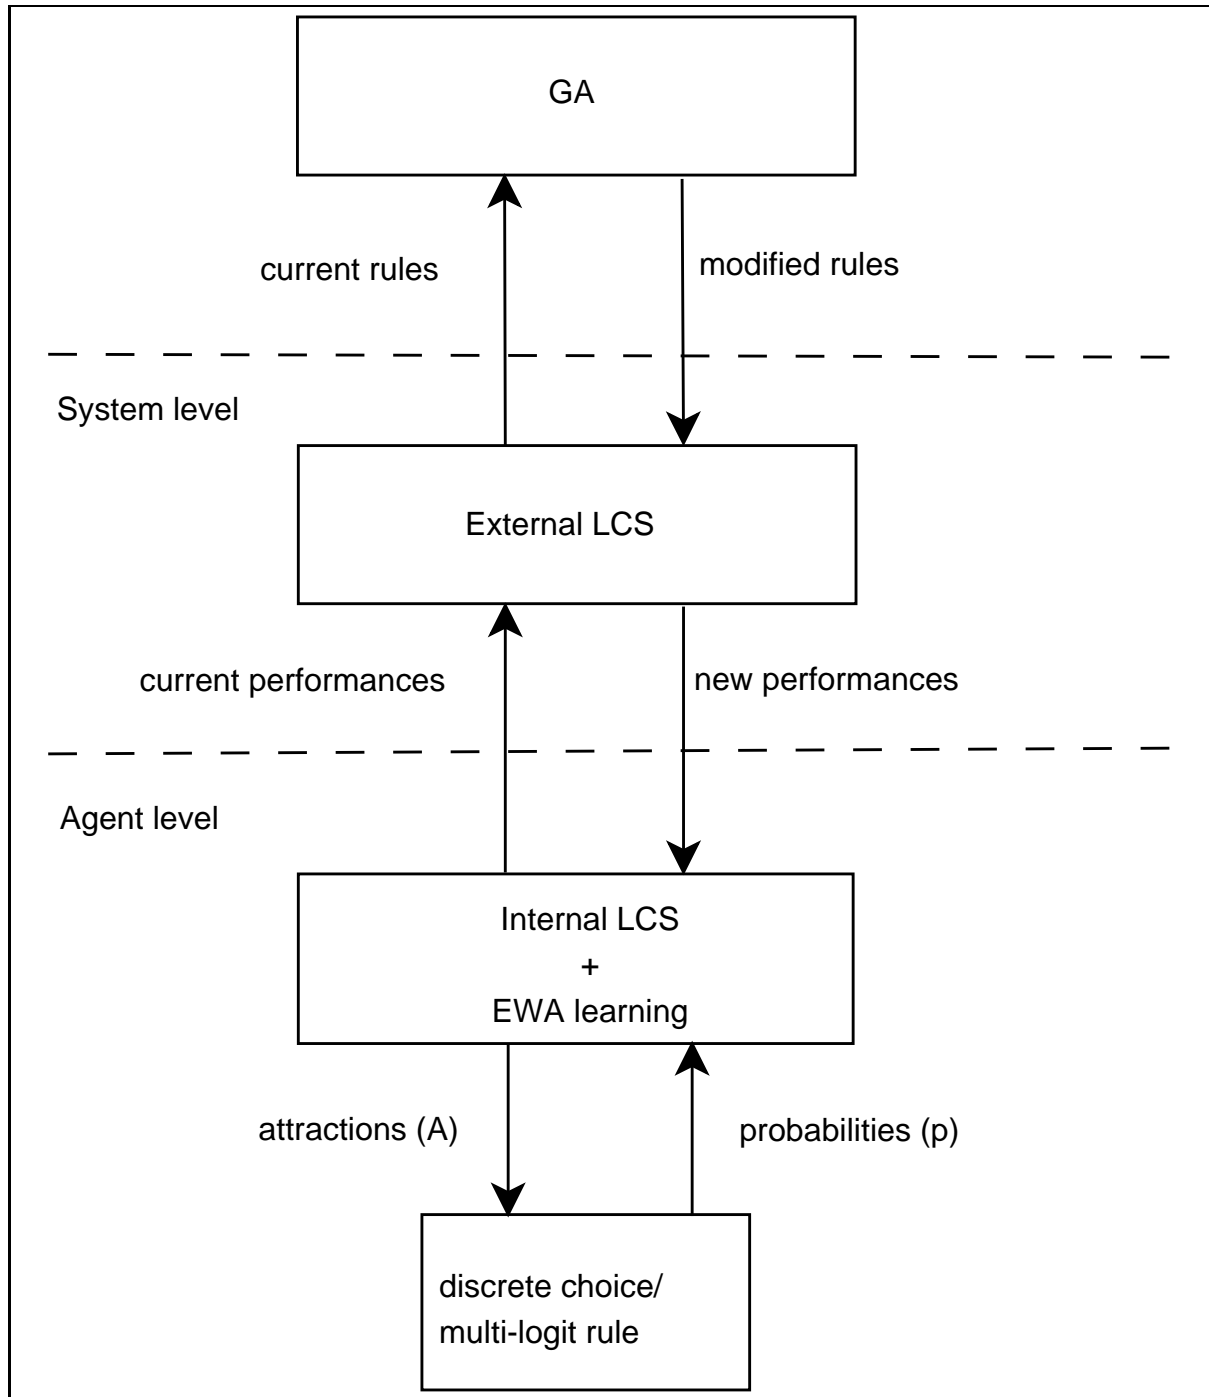 GA
current rules
modified rules
System level
External LCS
current performances
new performances
Agent level
Internal LCS
+
EWA learning
attractions (A)
probabilities (p)
discrete choice/
multi-logit rule